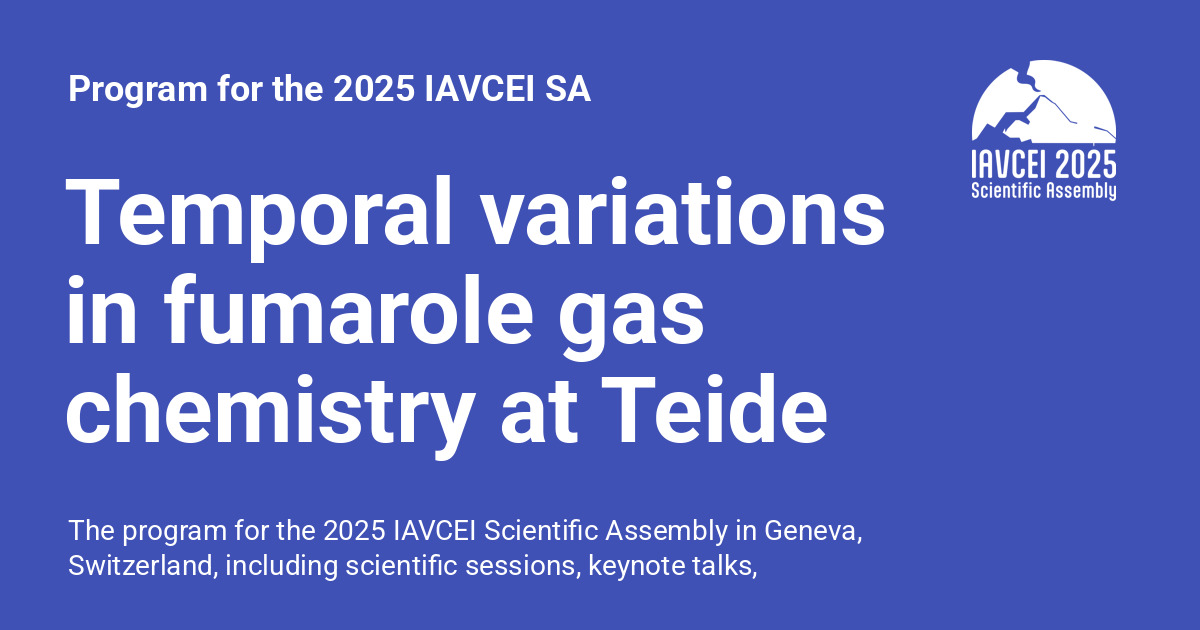 Program for the 2025 IAVCEI SA
IAVCEI 2025
Scientific Assembly
Temporal variations
in fumarole gas
chemistry at Teide
The program for the 2025 IAVCEI Scientific Assembly in Geneva,
Switzerland, including scientific sessions, keynote talks,